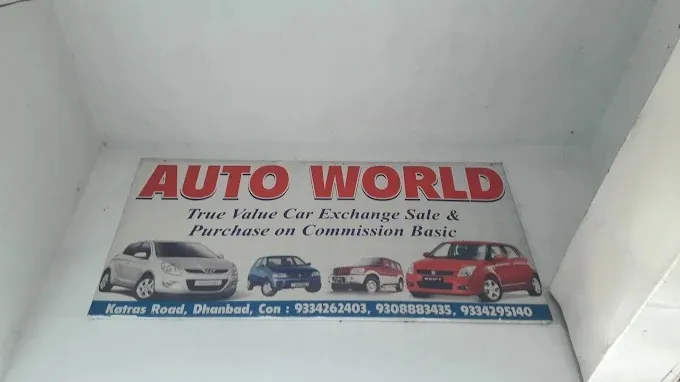 AUTO WORLD
True Value Car Exchange Sale &
Purchase on Commission Basic
Katras Road, Dhanbad, Con : 9334262403, 9308883435, 9334295140